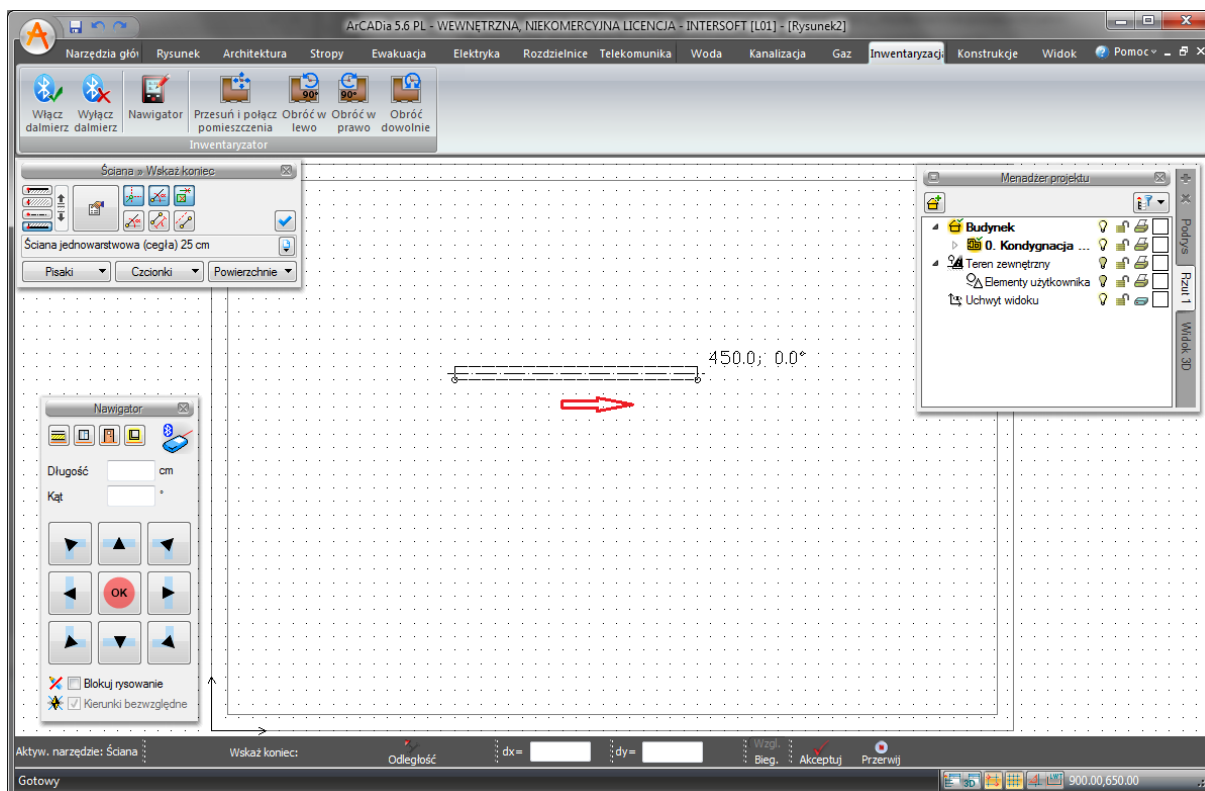 ArCADia 5.6 PL - WEWNĘTRZNA, NIEKOMERCYJNA LICENCJA - INTERSOFT [L01] - [Rysunek2]
Narzędzia głó Rysunek Architektura Stropy Ewakuacja Elektryka Rozdzielnice Telekomunika Woda Kanalizacja Gaz Inwentaryzacj Konstrukcje Widok Pomoc
Włącz dalmierz
Wyłącz dalmierz
Nawigator
Przesuń i połącz pomieszczenia
90°
Obróć w lewo
90°
Obróć w prawo
Obróć dowolnie
Inwentaryzator
Ściana » Wskaż koniec
Ściana jednowarstwowa (cegła) 25 cm
Pisaki Czcionki Powierzchnie
Menadżer projektu
Budynek
0. Kondygnacja ...
Teren zewnętrzny
Elementy użytkownika
Uchwyt widoku
Podrys
Rzut 1
Widok 3D
450.0; 0.0°
Nawigator
Długość cm
Kąt °
OK
Blokuj rysowanie
Kierunki bezwzględne
Aktyw. narzędzie: Ściana Wskaż koniec: Odległość dx= dy= Wzgl. Bieg. Akceptuj Przerwij
Gotowy 3D 900.00,650.00